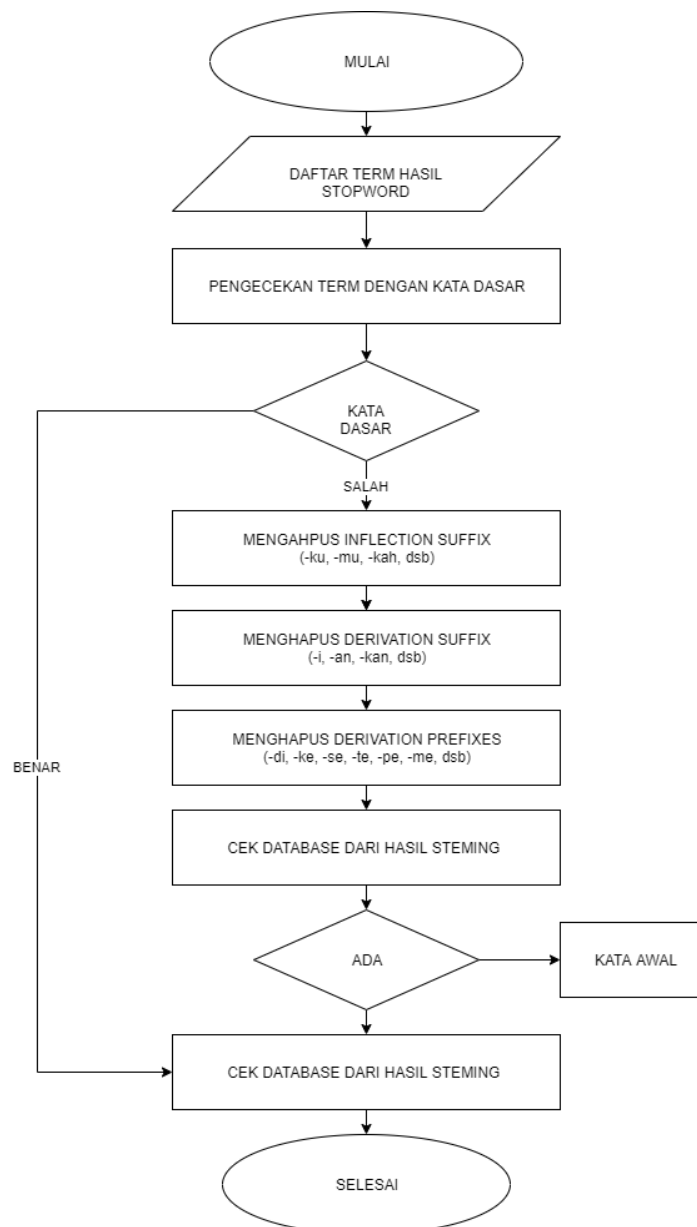 MULAI
DAFTAR TERM HASIL
STOPWORD
PENGECEKAN TERM DENGAN KATA DASAR
KATA
DASAR
SALAH
MENGAHPUS INFLECTION SUFFIX
(-ku, -mu, -kah, dsb)
MENGHAPUS DERIVATION SUFFIX
(-i, -an, -kan, dsb)
MENGHAPUS DERIVATION PREFIXES
(-di, -ke, -se, -te, -pe, -me, dsb)
BENAR
CEK DATABASE DARI HASIL STEMING
ADA
KATA AWAL
CEK DATABASE DARI HASIL STEMING
SELESAI